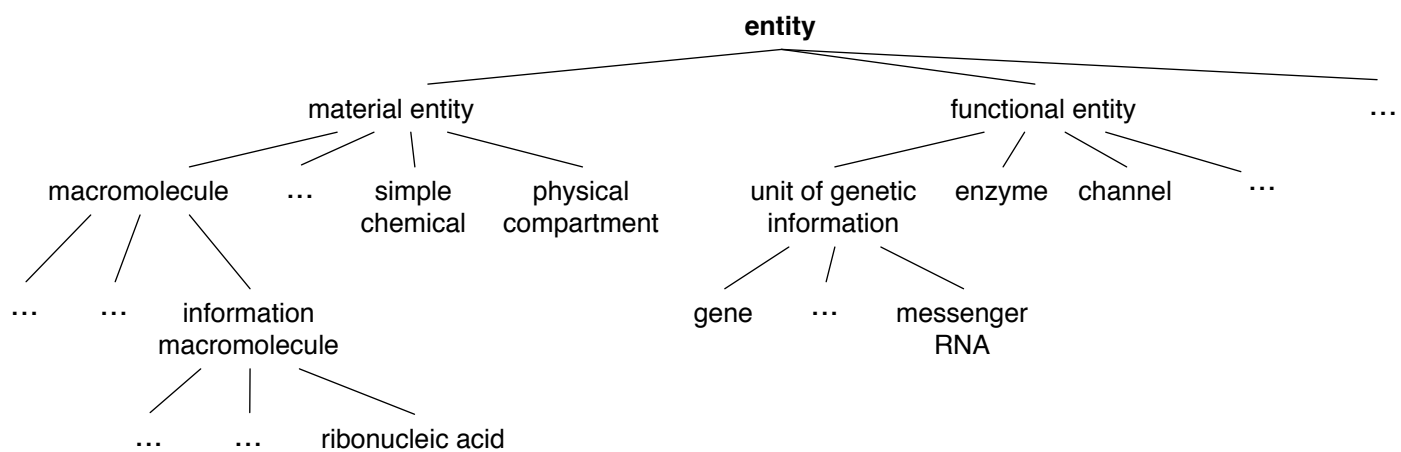 entity
material entity
functional entity
...
macromolecule
...
simple
chemical
physical
compartment
unit of genetic
information
enzyme
channel
...
...
...
information
macromolecule
gene
...
messenger
RNA
...
...
ribonucleic acid